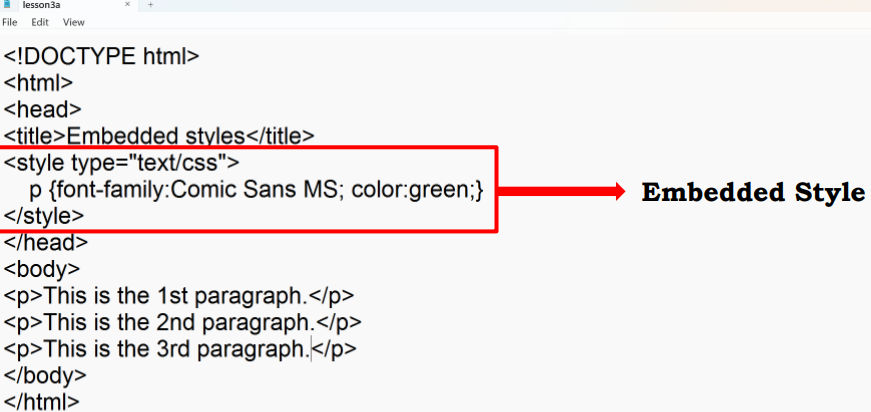 lesson3a
File Edit View
<!DOCTYPE html>
<html>
<head>
<title>Embedded styles</title>
<style type="text/css">
p {font-family:Comic Sans MS; color:green;}
</style>
Embedded Style
</head>
<body>
<p>This is the 1st paragraph.</p>
<p>This is the 2nd paragraph.</p>
<p>This is the 3rd paragraph.</p>
</body>
</html>